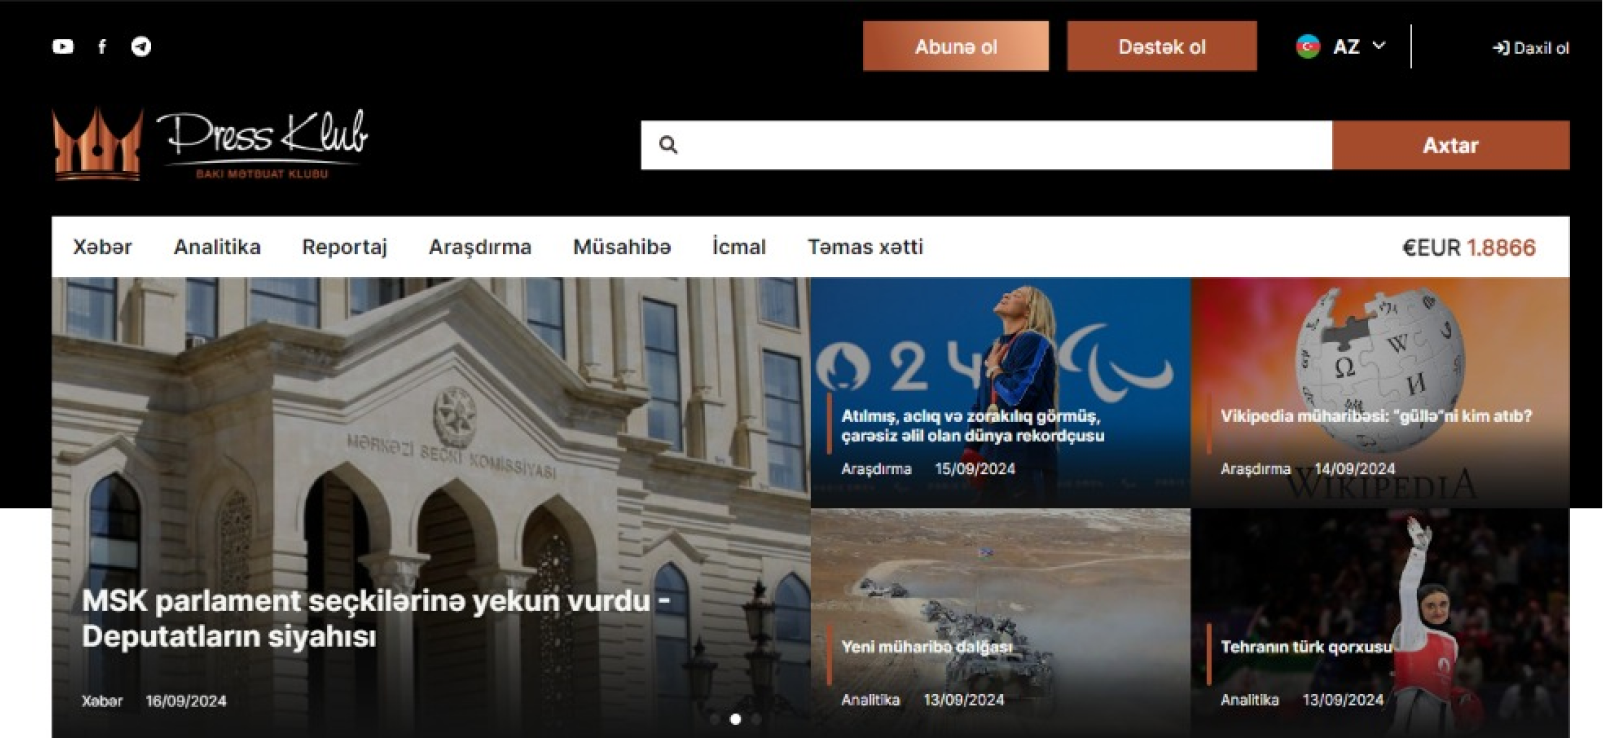 Abunə ol
Dəstək ol
AZ
Daxil ol
Press Klub
BAKI MƏTBUAT KLUBU
Axtar
Xəbər Analitika Reportaj Araşdırma Müsahibə İcmal Təmas xətti
€EUR 1.8866
MƏRKƏZİ SEÇKİ KOMİSSİYASI
MSK parlament seçkilərinə yekun vurdu -
Deputatların siyahısı
Xəbər 16/09/2024
024
Atılmış, aclıq və zorakılıq görmüş,
çarəsiz əlil olan dünya rekordçusu
Araşdırma 15/09/2024
Ω W И
Vikipedia müharibəsi: “güllə”ni kim atıb?
Araşdırma 14/09/2024
WIKIPEDIA
Yeni müharibə dalğası
Analitika 13/09/2024
Tehranın türk qorxusu
Analitika 13/09/2024